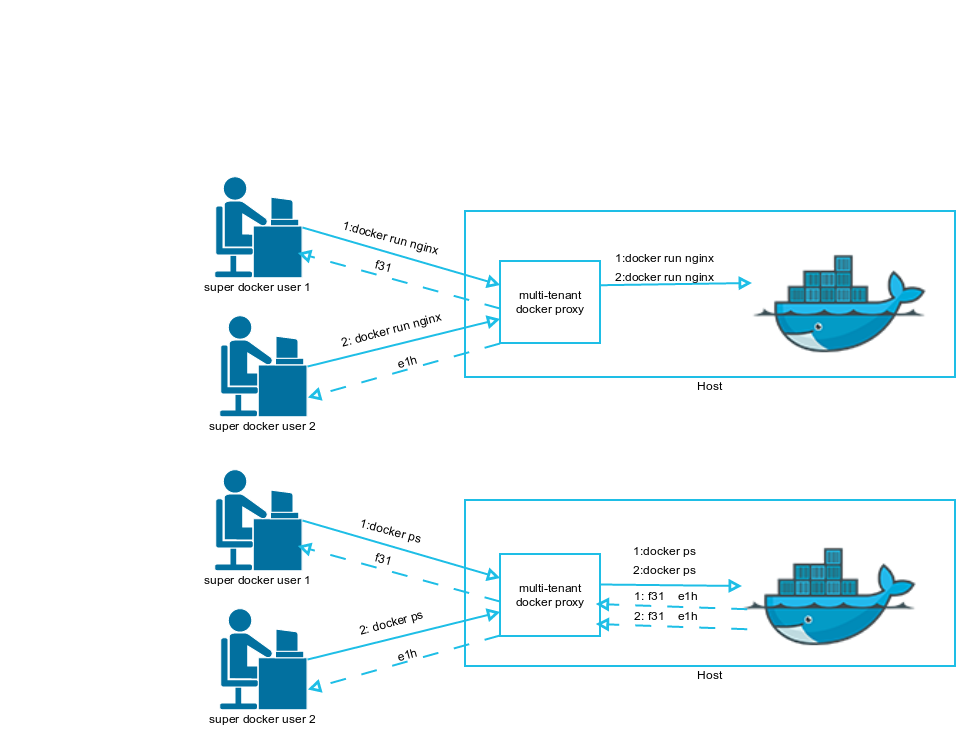 1:docker run nginx
f31
super docker user 1
2: docker run nginx
e1h
super docker user 2
multi-tenant
docker proxy
1:docker run nginx
2:docker run nginx
Host
1:docker ps
f31
super docker user 1
2: docker ps
e1h
super docker user 2
multi-tenant
docker proxy
1:docker ps
2:docker ps
1: f31 e1h
2: f31 e1h
Host